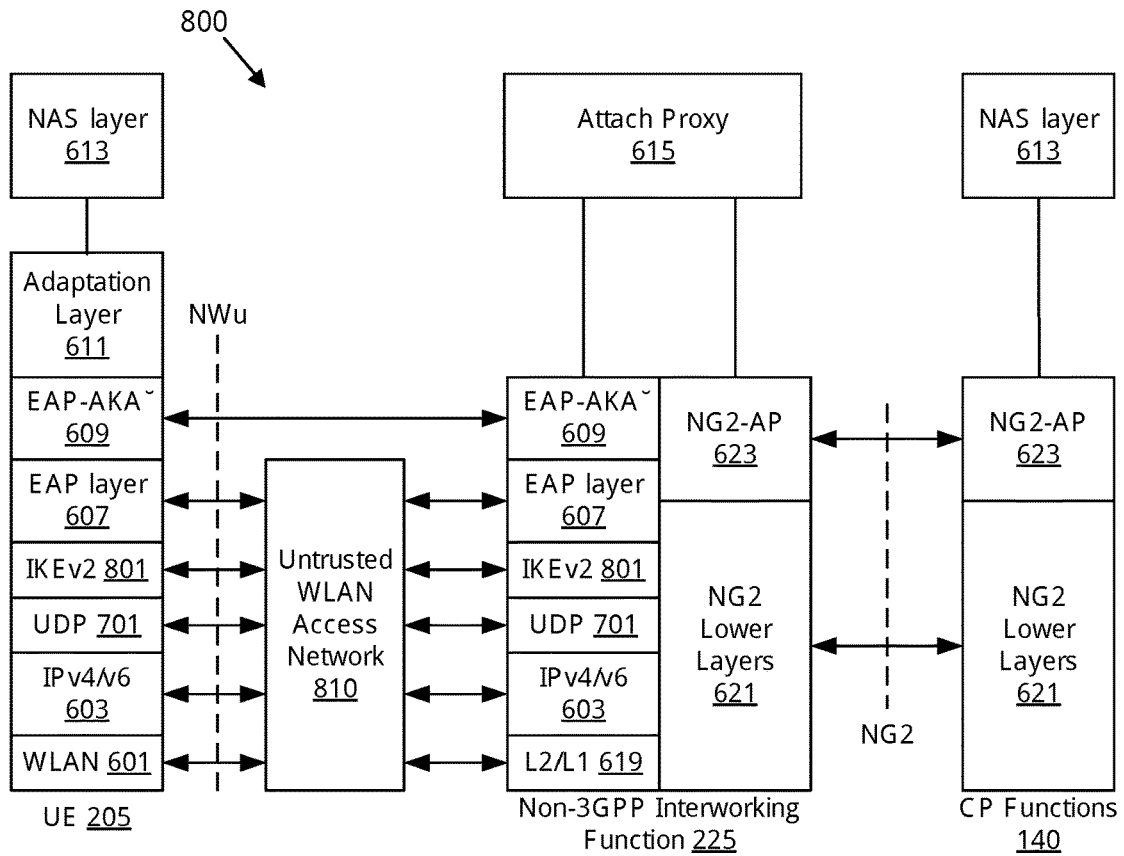 800
NAS layer
613
Attach Proxy
615
NAS layer
613
Adaptation
Layer
611
NWu
EAP-AKA˘
609
EAP-AKA˘
609
NG2-AP
623
NG2-AP
623
EAP layer
607
EAP layer
607
IKEv2 801
Untrusted
WLAN
Access
Network
810
IKEv2 801
UDP 701
UDP 701
NG2
Lower
Layers
621
NG2
Lower
Layers
621
IPv4/v6
603
IPv4/v6
603
NG2
WLAN 601
L2/L1 619
UE 205
Non-3GPP Interworking
Function 225
CP Functions
140